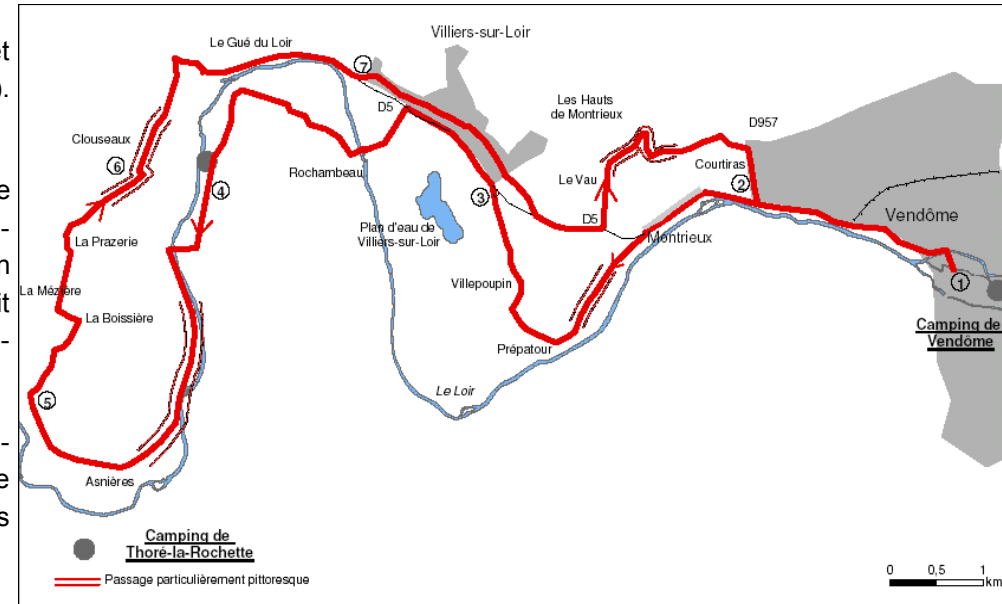 et
).
e
-
n
it
-
-
e
s
Villiers-sur-Loir
Le Gué du Loir
7
D5
Les Hauts
de Montrieux
D957
Clouseaux
6
Rochambeau
4
3
Le Vau
Courtiras
2
D5
Vendôme
Plan d'eau de
Villiers-sur-Loir
Montrieux
La Prazerie
Villepoupin
1
La Mézière
La Boissière
Camping de
Vendôme
Prépatour
Le Loir
5
Asnières
Camping de
Thoré-la-Rochette
Passage particulièrement pittoresque
0 0,5 1
km